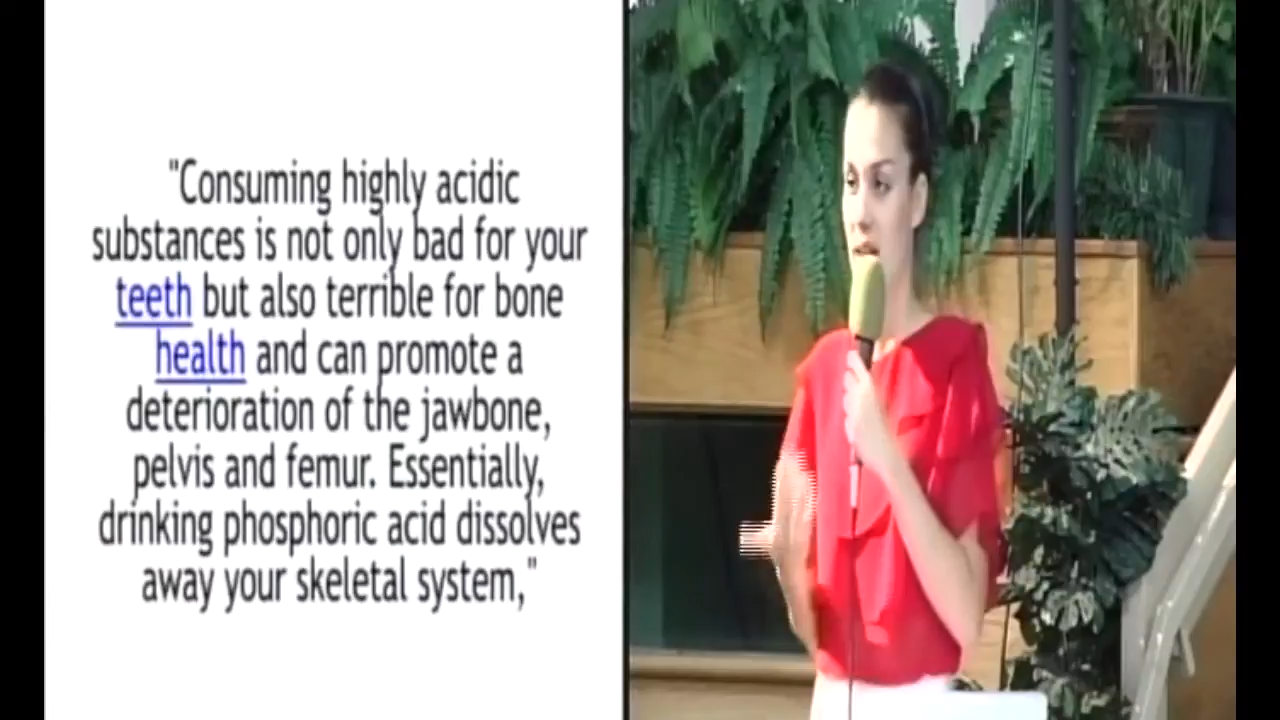 "Consuming highly acidic
substances is not only bad for your
teeth but also terrible for bone
health and can promote a
deterioration of the jawbone,
pelvis and femur. Essentially,
drinking phosphoric acid dissolves
away your skeletal system,"